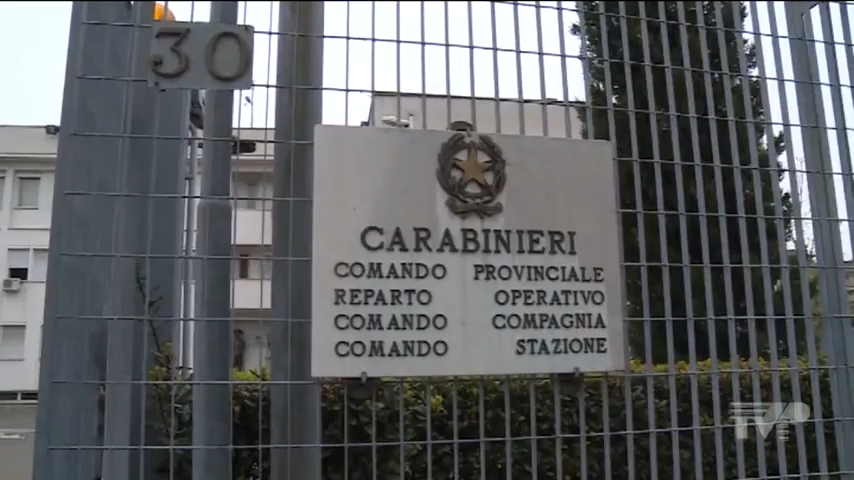 30
CARABINIERI
COMANDO PROVINCIALE
REPARTO OPERATIVO
COMANDO COMPAGNIA
COMANDO STAZIONE